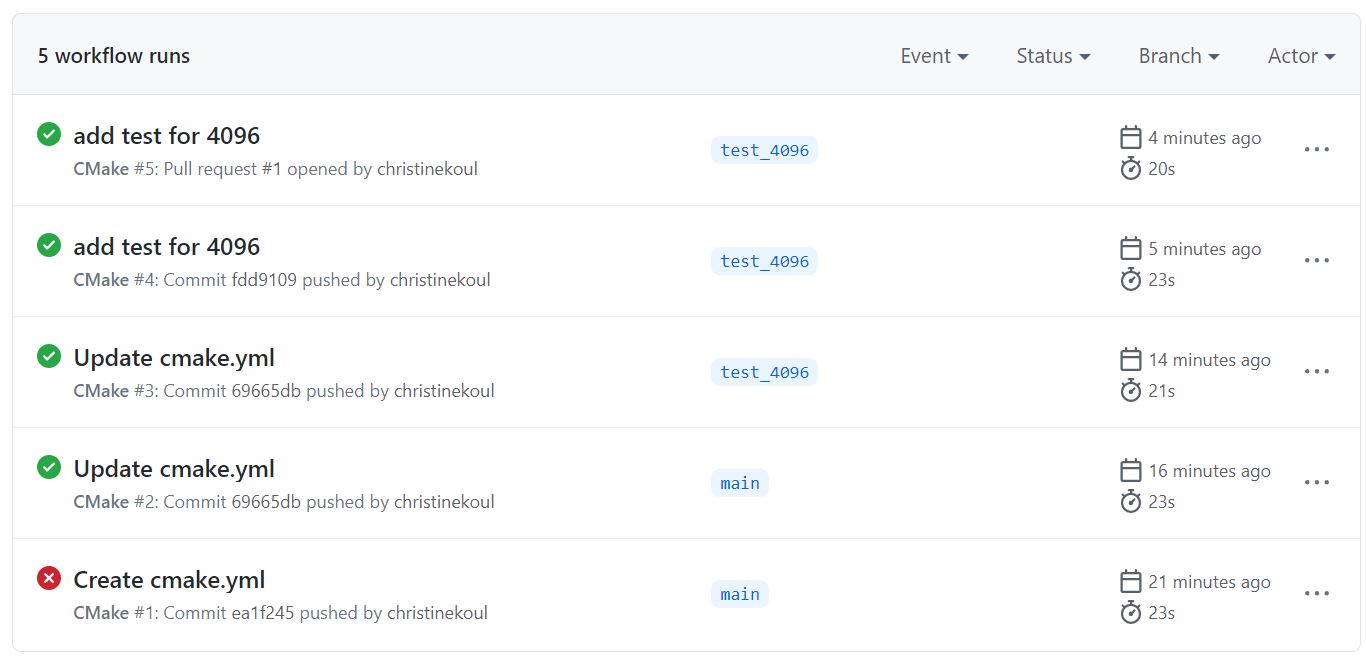 5 workflow runs Event Status Branch Actor
add test for 4096
CMake #5: Pull request #1 opened by christinekoul
test_4096
4 minutes ago
20s
add test for 4096
CMake #4: Commit fdd9109 pushed by christinekoul
test_4096
5 minutes ago
23s
Update cmake.yml
CMake #3: Commit 69665db pushed by christinekoul
test_4096
14 minutes ago
21s
Update cmake.yml
CMake #2: Commit 69665db pushed by christinekoul
main
16 minutes ago
23s
Create cmake.yml
CMake #1: Commit ea1f245 pushed by christinekoul
main
21 minutes ago
23s